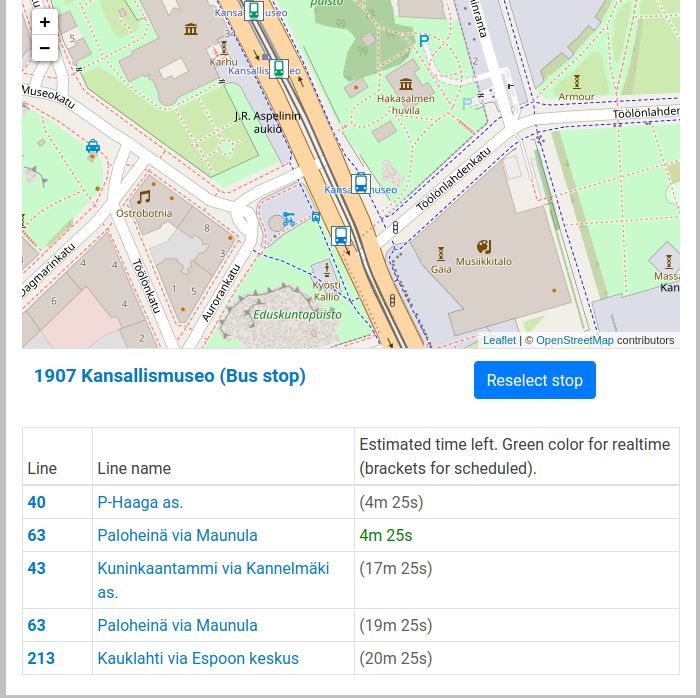 puisto
Kansallismuseo
+
−
5
34
Karhu
Kansallismuseo
P
2
Hakasalmen
huvila
P
Armour
Museokatu
J.R. Aspelinin
aukio
Töölönlahden
Töölönlahdenkatu
Kansallismuseo
Ostrobotnia
8
3
Gaia
Musiikkitalo
Dagmarinkatu
4
4
Töölönkatu
1
5
Aurorankatu
Kyösti
Kallio
Mass
Kan
6
4
4
2
Eduskuntapuisto
Leaflet | © OpenStreetMap contributors
1907 Kansallismuseo (Bus stop)
Reselect stop
Line
Line name
Estimated time left. Green color for realtime
(brackets for scheduled).
40 P-Haaga as. (4m 25s)
63 Paloheinä via Maunula 4m 25s
43 Kuninkaantammi via Kannelmäki (17m 25s)
as.
63 Paloheinä via Maunula (19m 25s)
213 Kauklahti via Espoon keskus (20m 25s)